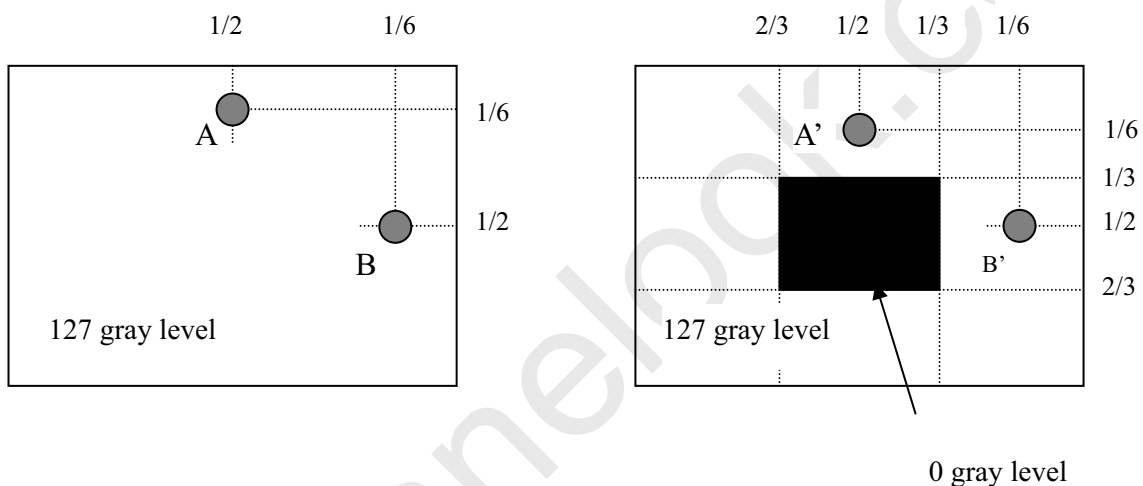 1/2 1/6
2/3 1/2 1/3 1/6
1/6
A
1/2
B
127 gray level
A'
1/6
1/3
1/2
B'
2/3
127 gray level
0 gray level